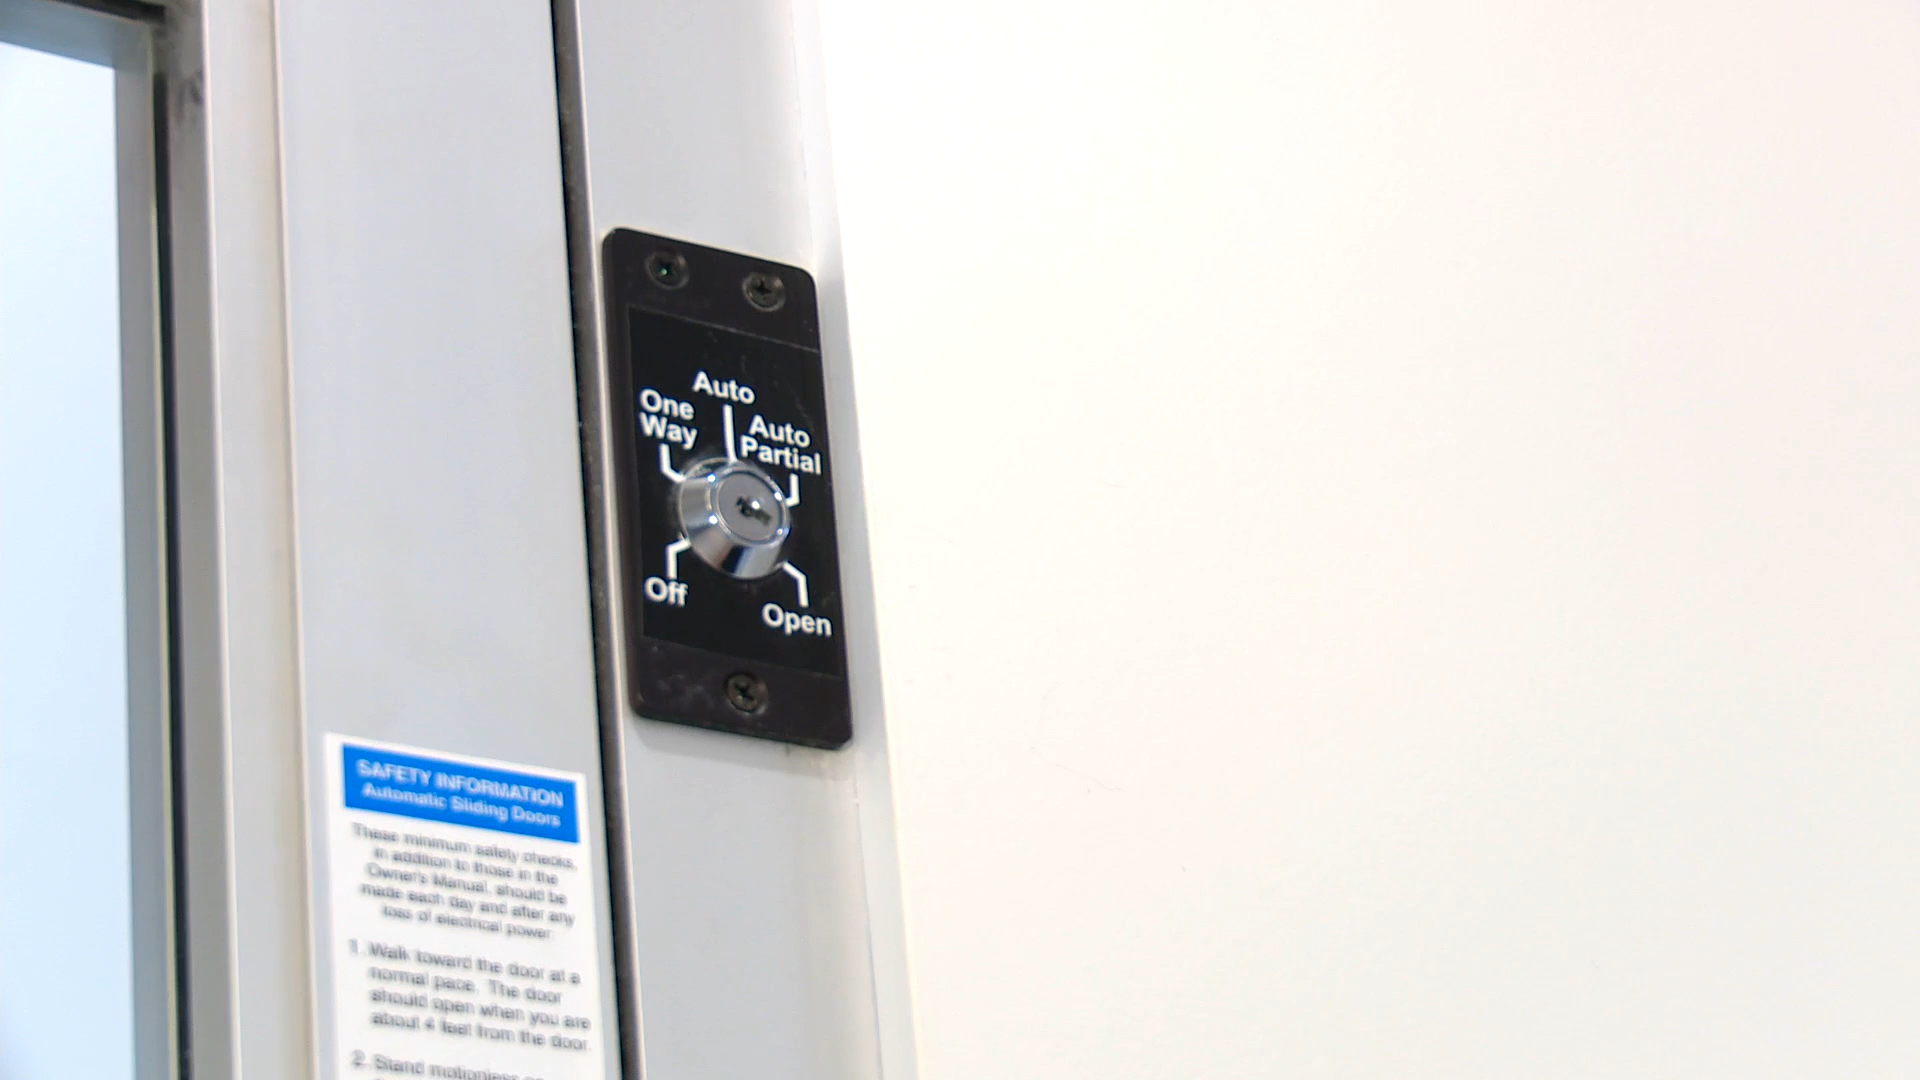 Auto
One
Way
Auto
Partial
Off
Open
SAFETY INFORMATION
Automatic Sliding Doors
These minimum safety checks,
in addition to those in the
Owner's Manual, should be
made each day and after any
loss of electrical power:
1. Walk toward the door at a
normal pace. The door
should open when you are
about 4 feet from the door.
2. Stand motionless